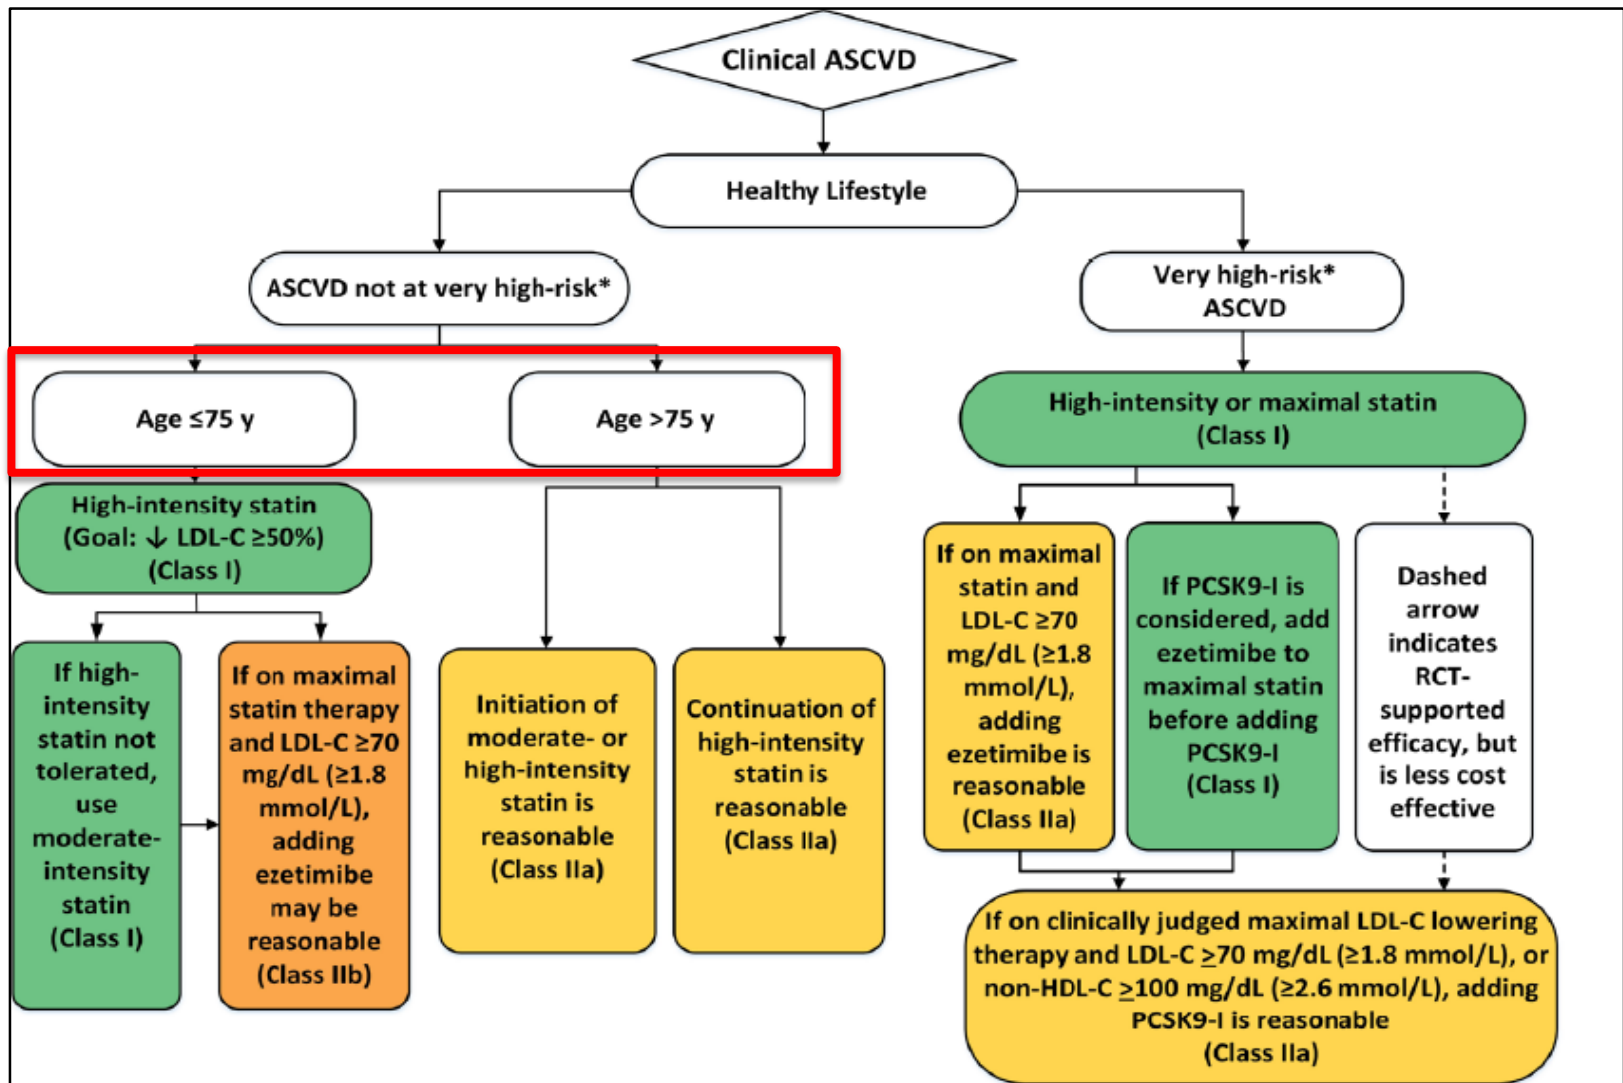 Clinical ASCVD
Healthy Lifestyle
ASCVD not at very high-risk*
Very high-risk*
ASCVD
Age ≤75 y
Age >75 y
High-intensity or maximal statin
(Class I)
High-intensity statin
(Goal: ↓ LDL-C ≥50%)
(Class I)
If high-
intensity
statin not
tolerated,
use
moderate-
intensity
statin
(Class I)
If on maximal
statin therapy
and LDL-C ≥70
mg/dL (≥1.8
mmol/L),
adding
ezetimibe
may be
reasonable
(Class IIb)
Initiation of
moderate- or
high-intensity
statin is
reasonable
(Class IIa)
Continuation of
high-intensity
statin is
reasonable
(Class IIa)
If on maximal
statin and
LDL-C ≥70
mg/dL (≥1.8
mmol/L),
adding
ezetimibe is
reasonable
(Class IIa)
If PCSK9-I is
considered, add
ezetimibe to
maximal statin
before adding
PCSK9-I
(Class I)
Dashed
arrow
indicates
RCT-
supported
efficacy, but
is less cost
effective
If on clinically judged maximal LDL-C lowering
therapy and LDL-C ≥70 mg/dL (≥1.8 mmol/L), or
non-HDL-C ≥100 mg/dL (≥2.6 mmol/L), adding
PCSK9-I is reasonable
(Class IIa)